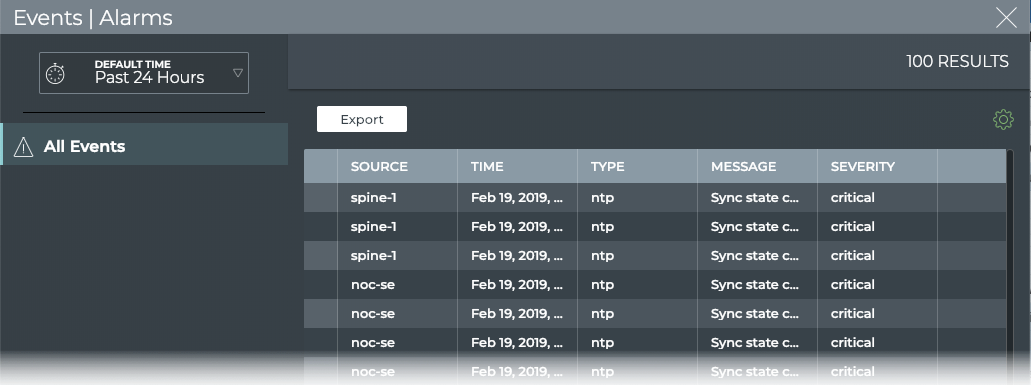 Events | Alarms
DEFAULT TIME
Past 24 Hours
100 RESULTS
All Events
Export
SOURCE TIME TYPE MESSAGE SEVERITY
spine-1 Feb 19, 2019, ... ntp Sync state c... critical
spine-1 Feb 19, 2019, ... ntp Sync state c... critical
spine-1 Feb 19, 2019, ... ntp Sync state c... critical
noc-se Feb 19, 2019, ... ntp Sync state c... critical
noc-se Feb 19, 2019, ... ntp Sync state c... critical
noc-se Feb 19, 2019, ... ntp Sync state c... critical
noc-se Feb 19, 2019, ... ntp Sync state c... critical